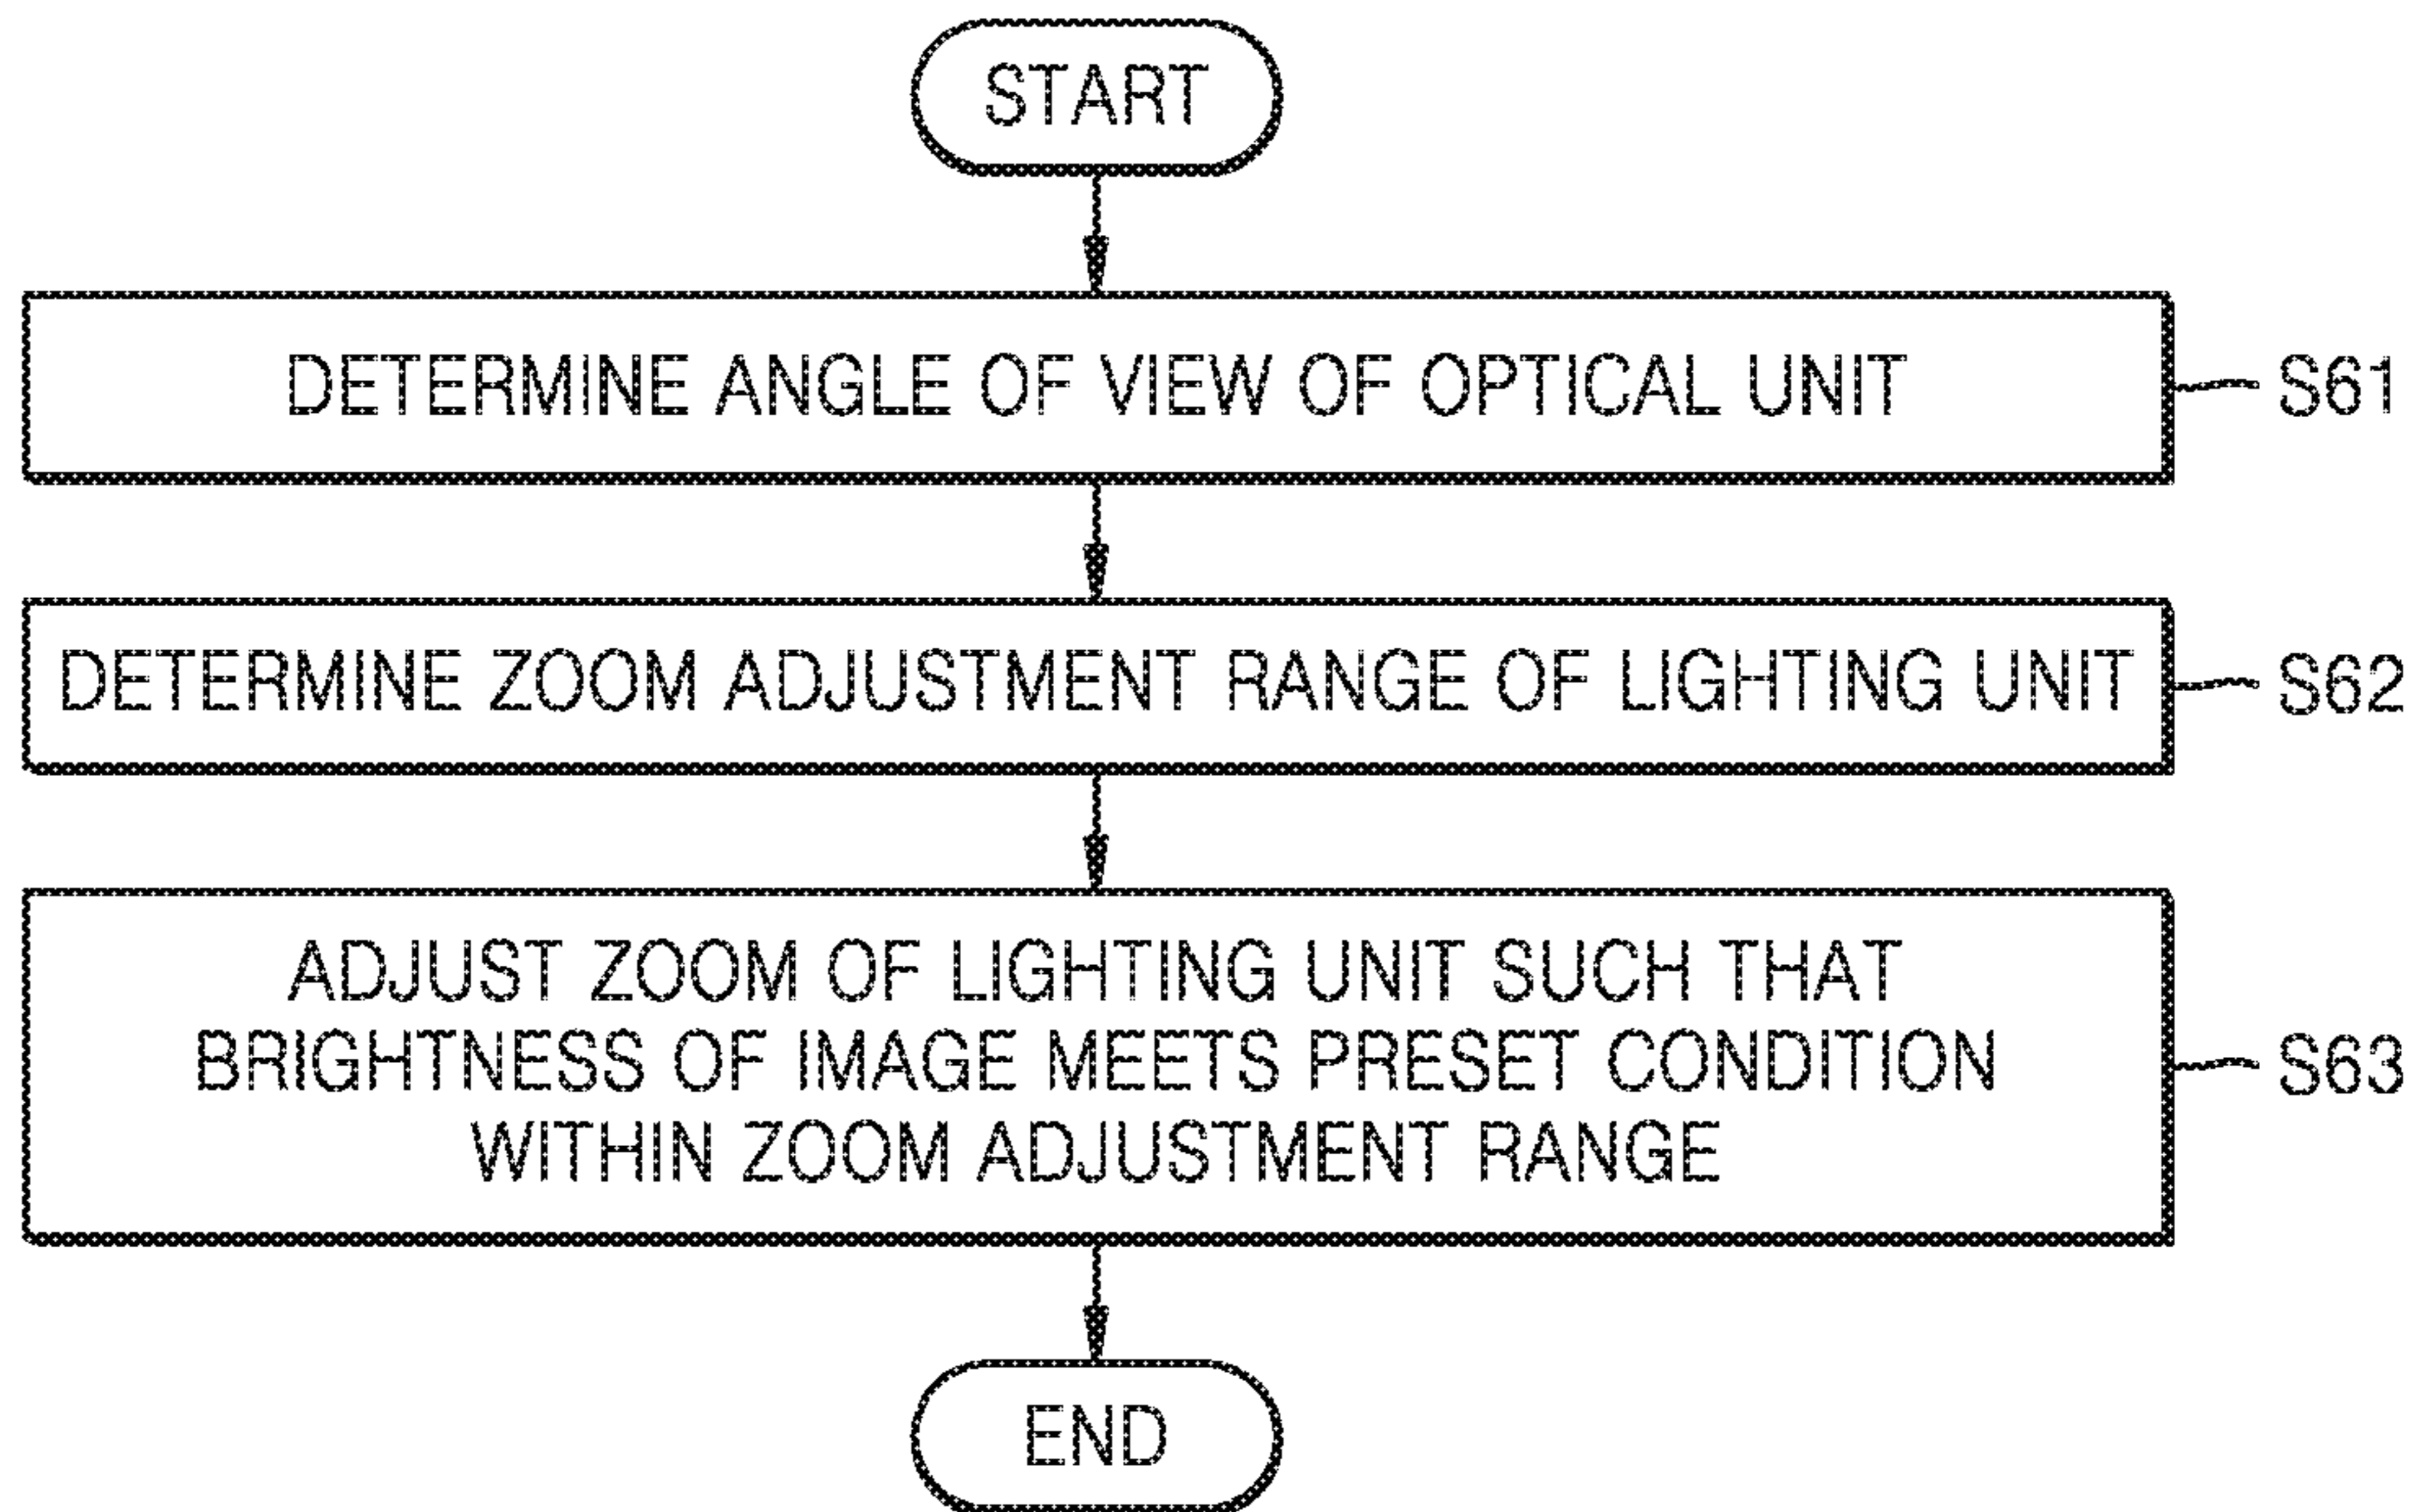 START
DETERMINE ANGLE OF VIEW OF OPTICAL UNIT
S61
DETERMINE ZOOM ADJUSTMENT RANGE OF LIGHTING UNIT
S62
ADJUST ZOOM OF LIGHTING UNIT SUCH THAT
BRIGHTNESS OF IMAGE MEETS PRESET CONDITION
WITHIN ZOOM ADJUSTMENT RANGE
S63
END